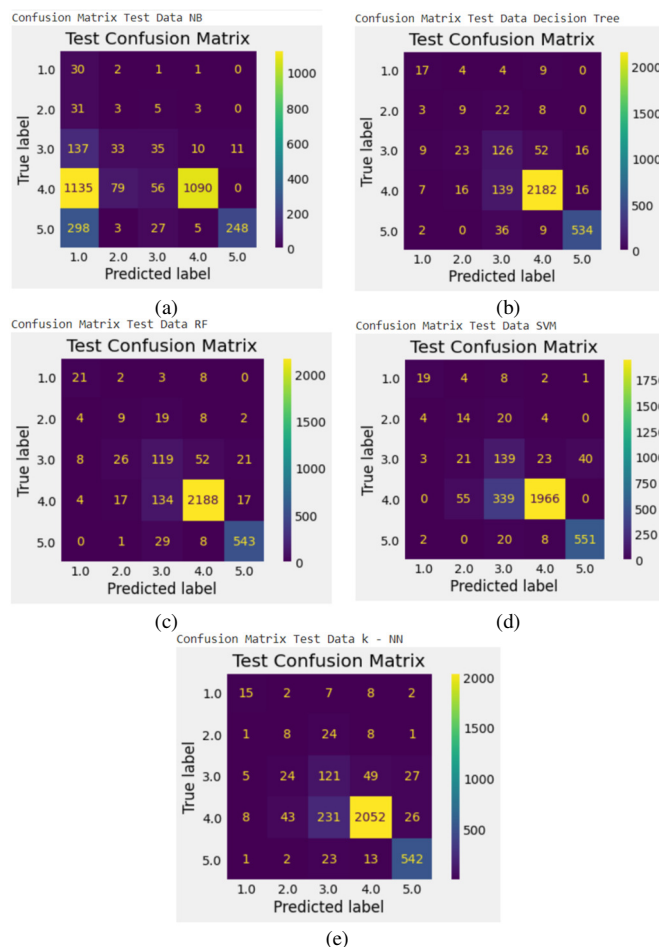 Confusion Matrix Test Data NB
Test Confusion Matrix
True label
1.0 30 2 1 1 0
2.0 31 3 5 3 0
3.0 137 33 35 10 11
4.0 1135 79 56 1090 0
5.0 298 3 27 5 248
1.0 2.0 3.0 4.0 5.0
Predicted label
1000
800
600
400
200
0
(a)
Confusion Matrix Test Data Decision Tree
Test Confusion Matrix
True label
1.0 17 4 4 9 0
2.0 3 9 22 8 0
3.0 9 23 126 52 16
4.0 7 16 139 2182 16
5.0 2 0 36 9 534
1.0 2.0 3.0 4.0 5.0
Predicted label
2000
1500
1000
500
0
(b)
Confusion Matrix Test Data RF
Test Confusion Matrix
True label
1.0 21 2 3 8 0
2.0 4 9 19 8 2
3.0 8 26 119 52 21
4.0 4 17 134 2188 17
5.0 0 1 29 8 543
1.0 2.0 3.0 4.0 5.0
Predicted label
2000
1500
1000
500
0
(c)
Confusion Matrix Test Data SVM
Test Confusion Matrix
True label
1.0 19 4 8 2 1
2.0 4 14 20 4 0
3.0 3 21 139 23 40
4.0 0 55 339 1966 0
5.0 2 0 20 8 551
1.0 2.0 3.0 4.0 5.0
Predicted label
1750
1500
1250
1000
750
500
250
0
(d)
Confusion Matrix Test Data k - NN
Test Confusion Matrix
True label
1.0 15 2 7 8 2
2.0 1 8 24 8 1
3.0 5 24 121 49 27
4.0 8 43 231 2052 26
5.0 1 2 23 13 542
1.0 2.0 3.0 4.0 5.0
Predicted label
2000
1500
1000
500
(e)